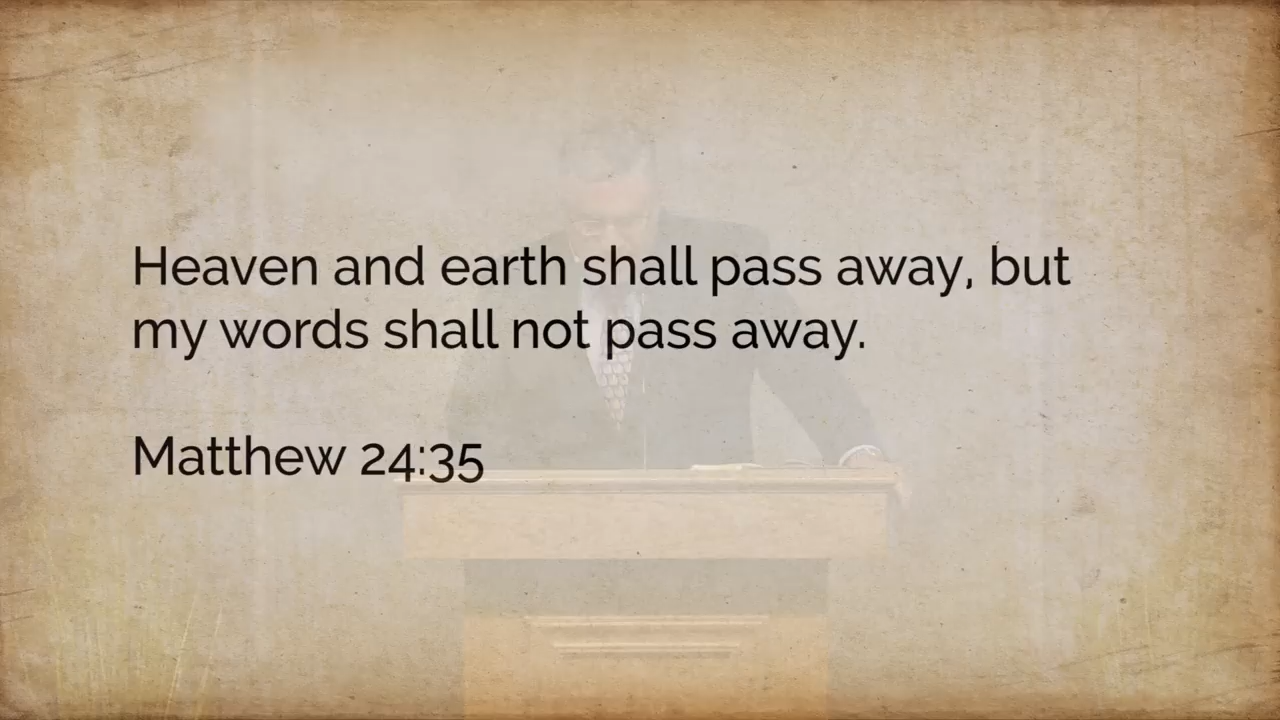 Heaven and earth shall pass away, but
my words shall not pass away.
Matthew 24:35